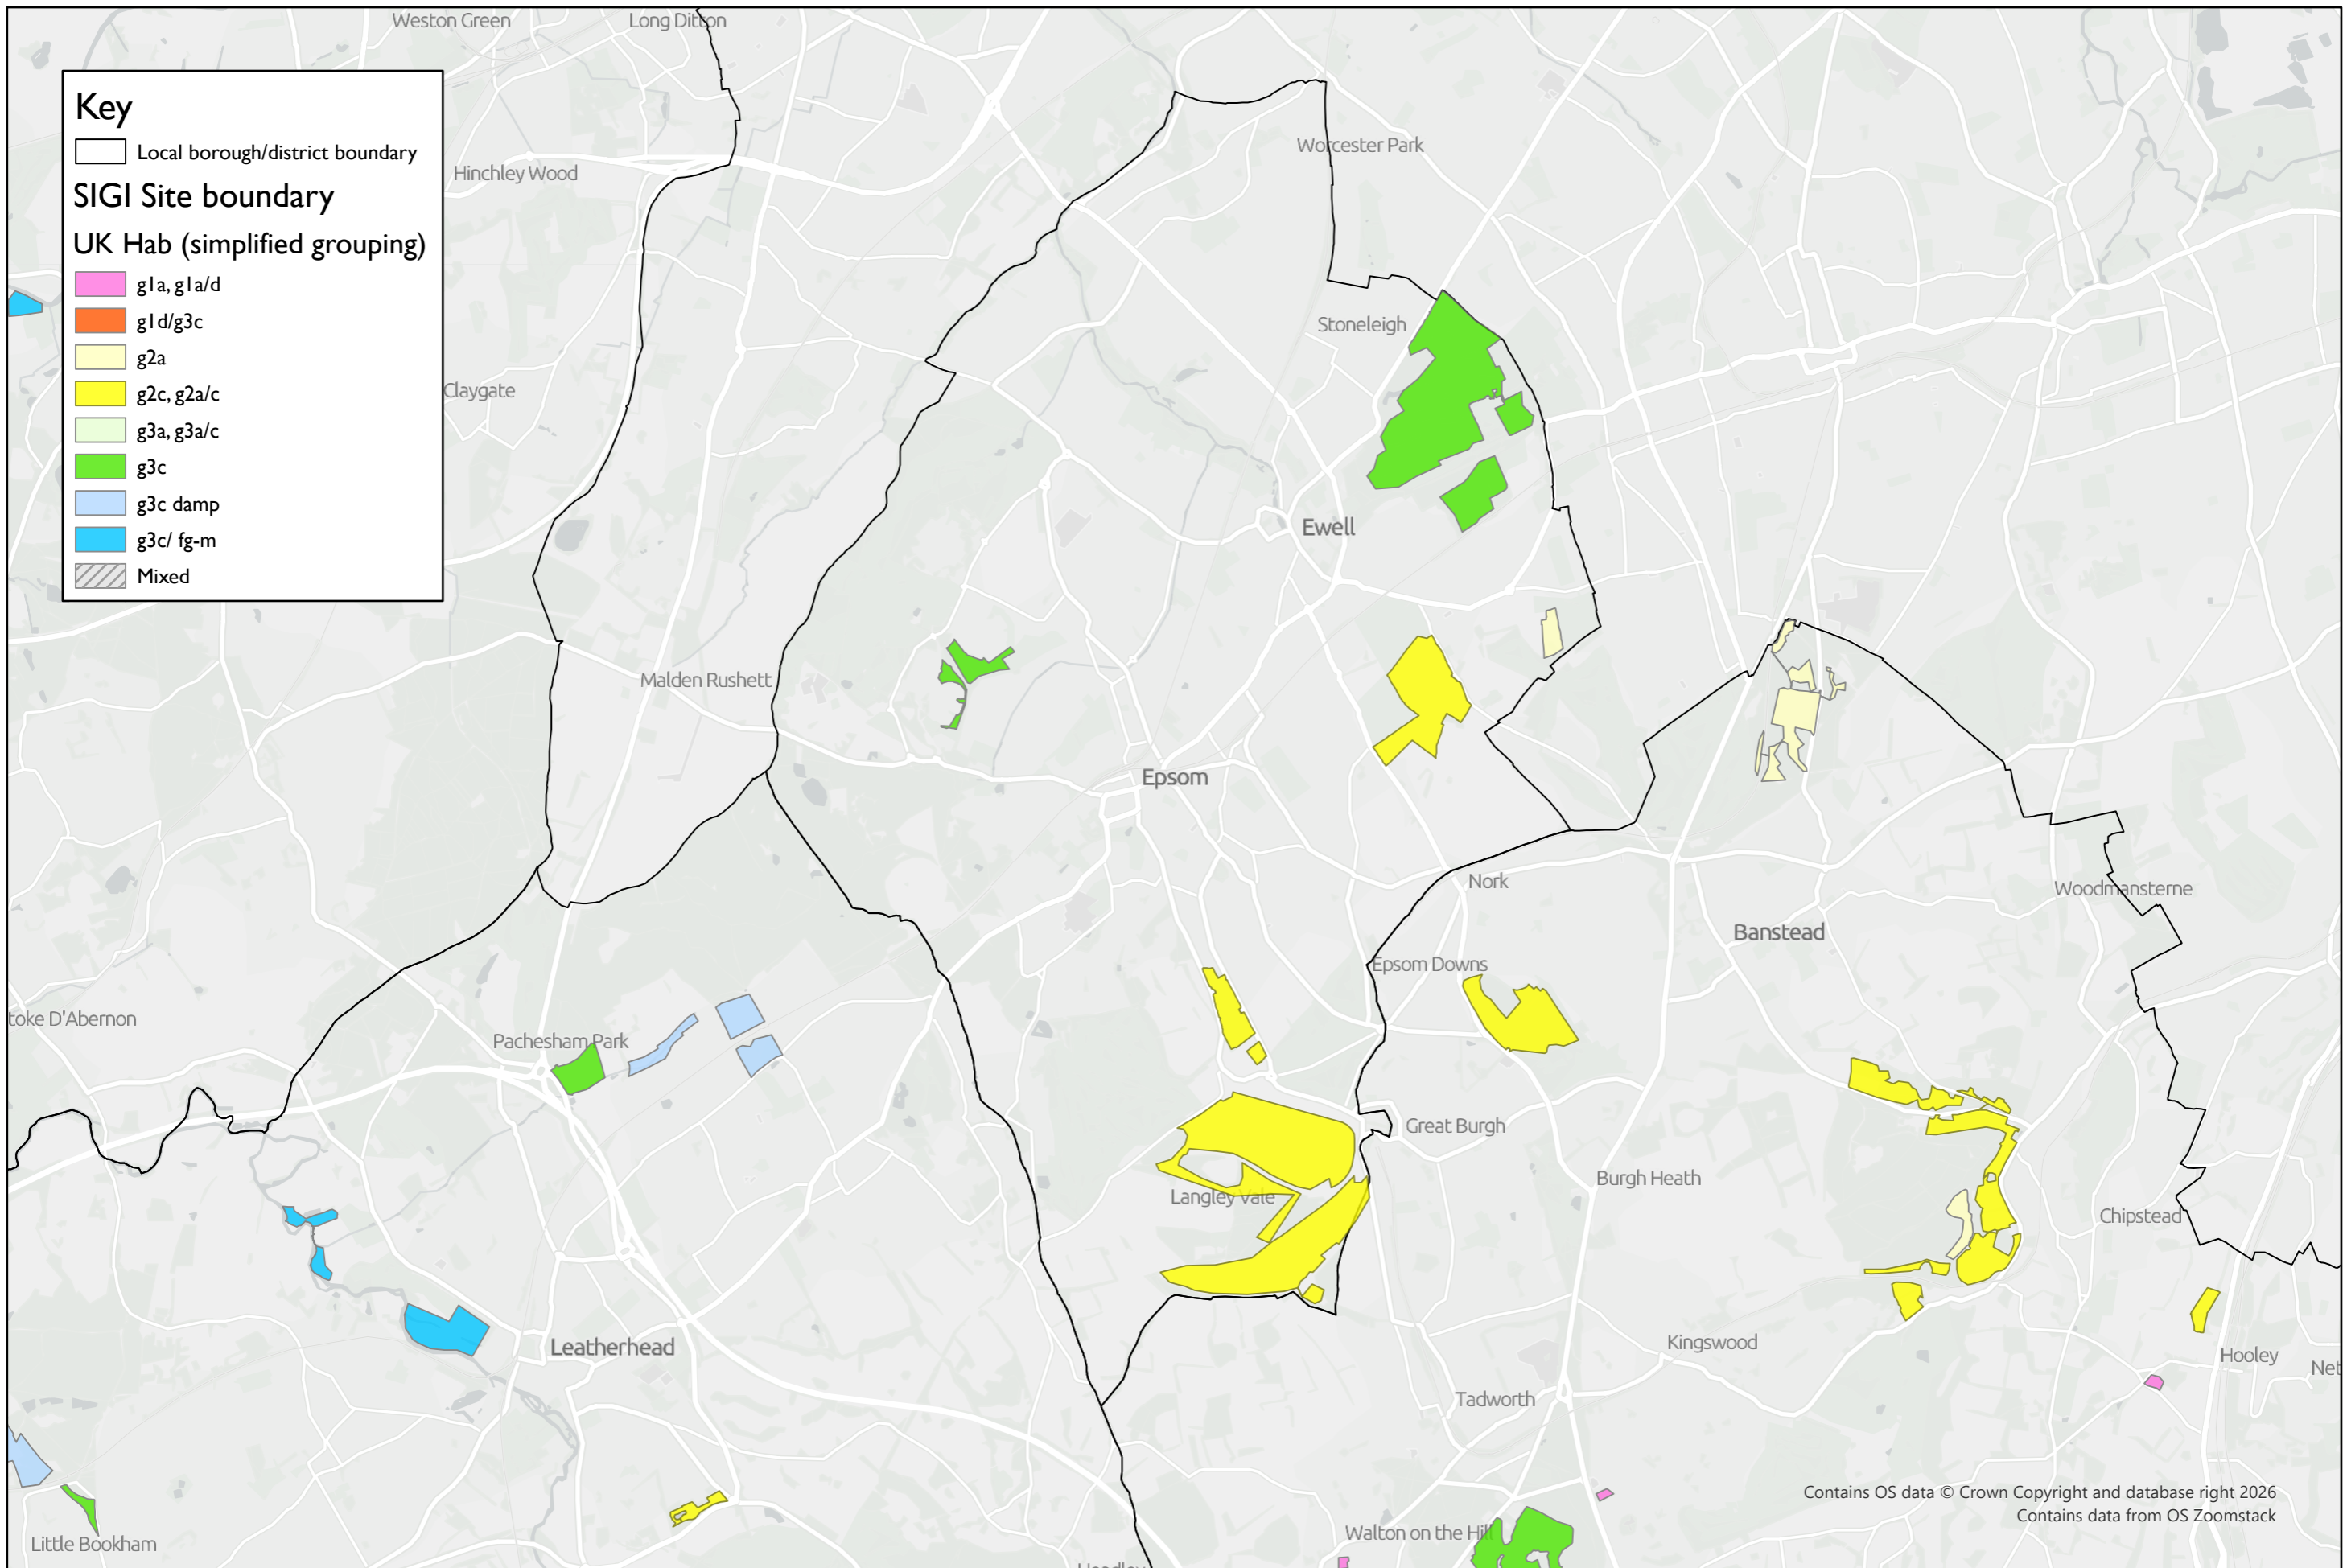 Weston Green
Long Ditton
Key
Local borough/district boundary
SIGI Site boundary
UK Hab (simplified grouping)
g1a, g1a/d
g1d/g3c
g2a
g2c, g2a/c
g3a, g3a/c
g3c
g3c damp
g3c/ fg-m
Mixed
Worcester Park
Hinchley Wood
Stoneleigh
Claygate
Ewell
Malden Rushett
Epsom
Nork
Woodmansterne
Banstead
Epsom Downs
toke D'Abernon
Pachesham Park
Great Burgh
Burgh Heath
Langley Vale
Chipstead
Leatherhead
Kingswood
Hooley
Net
Tadworth
Contains OS data © Crown Copyright and database right 2026
Contains data from OS Zoomstack
Walton on the Hill
Little Bookham
Headley